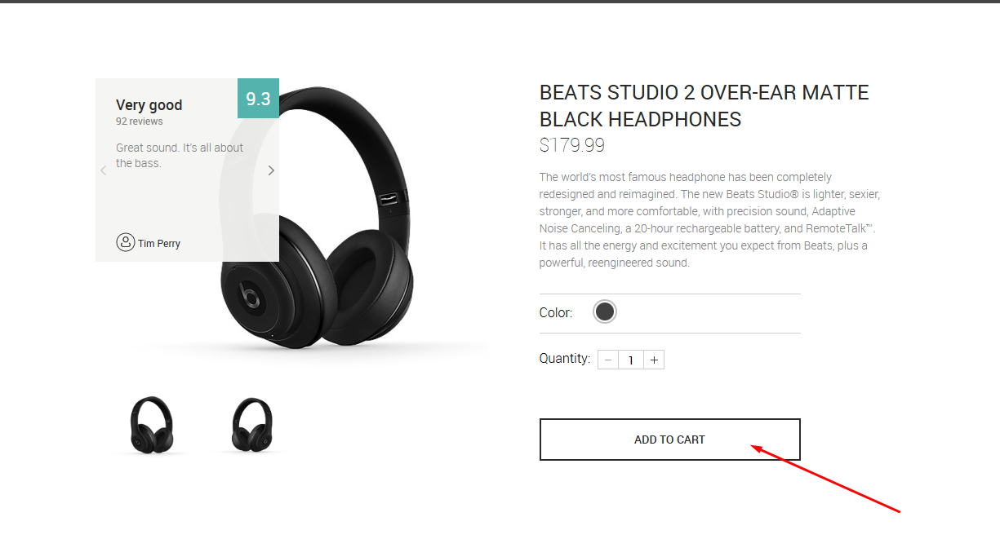 Very good
9.3
92 reviews
Great sound. It's all about
the bass.
Tim Perry
BEATS STUDIO 2 OVER-EAR MATTE
BLACK HEADPHONES
$179.99
The world's most famous headphone has been completely
redesigned and reimagined. The new Beats Studio® is lighter, sexier,
stronger, and more comfortable, with precision sound, Adaptive
Noise Canceling, a 20-hour rechargeable battery, and RemoteTalk™.
It has all the energy and excitement you expect from Beats, plus a
powerful, reengineered sound.
Color:
Quantity: − 1 +
ADD TO CART